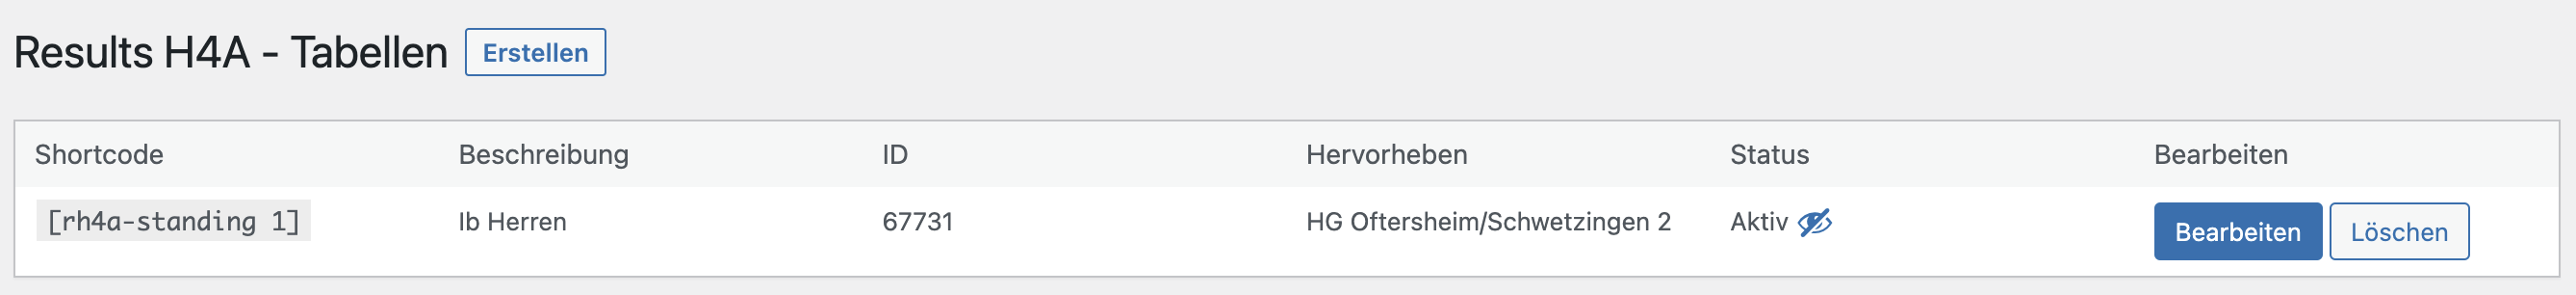 Results H4A - Tabellen Erstellen
Shortcode Beschreibung ID Hervorheben Status Bearbeiten
[rh4a-standing 1] Ib Herren 67731 HG Oftersheim/Schwetzingen 2 Aktiv Bearbeiten Löschen